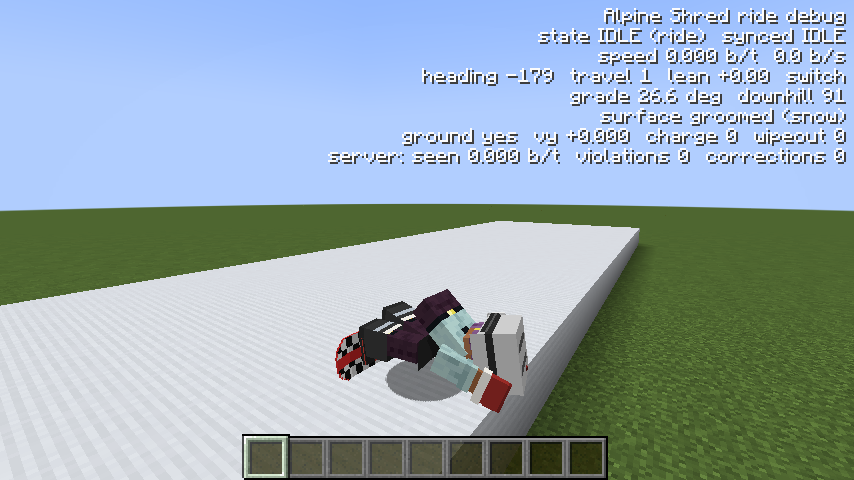 Alpine Shred ride debug
state IDLE (ride) synced IDLE
speed 0.000 b/t 0.0 b/s
heading -179 travel 1 lean +0.00 switch
grade 26.6 deg downhill 91
surface groomed (snow)
ground yes vy +0.000 charge 0 wipeout 0
server: seen 0.000 b/t violations 0 corrections 0